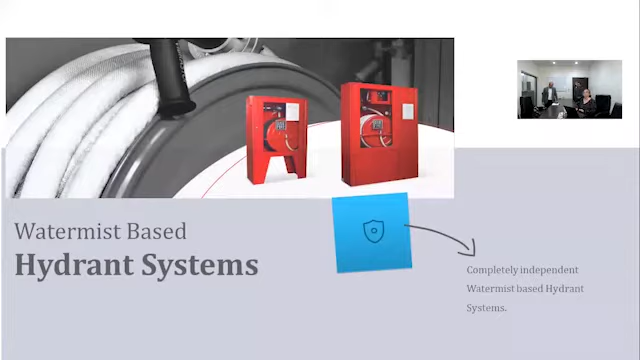 Watermist Based
Hydrant Systems
Completely independent
Watermist based Hydrant
Systems.